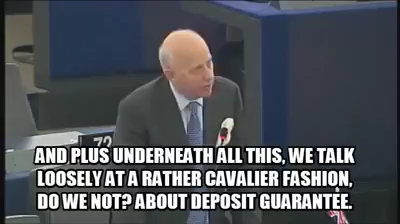 72
AND PLUS UNDERNEATH ALL THIS, WE TALK
LOOSELY AT A RATHER CAVALIER FASHION,
DO WE NOT? ABOUT DEPOSIT GUARANTEE.